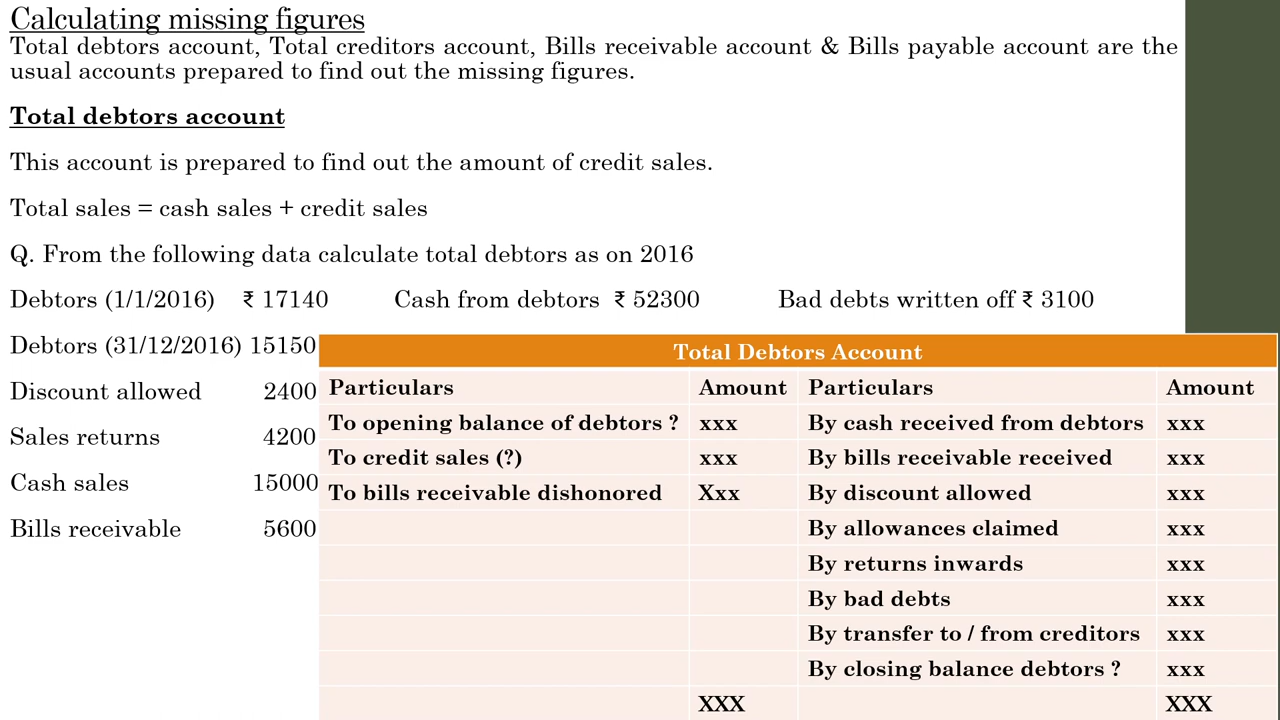 Calculating missing figures
Total debtors account, Total creditors account, Bills receivable account & Bills payable account are the
usual accounts prepared to find out the missing figures.
Total debtors account
This account is prepared to find out the amount of credit sales.
Total sales = cash sales + credit sales
Q. From the following data calculate total debtors as on 2016
Debtors (1/1/2016) ₹ 17140 Cash from debtors ₹ 52300 Bad debts written off ₹ 3100
Debtors (31/12/2016) 15150
Discount allowed 2400
Sales returns 4200
Cash sales 15000
Bills receivable 5600
Total Debtors Account
Particulars Amount Particulars Amount
To opening balance of debtors ? xxx By cash received from debtors xxx
To credit sales (?) xxx By bills receivable received xxx
To bills receivable dishonored Xxx By discount allowed xxx
By allowances claimed xxx
By returns inwards xxx
By bad debts xxx
By transfer to / from creditors xxx
By closing balance debtors ? xxx
XXX XXX